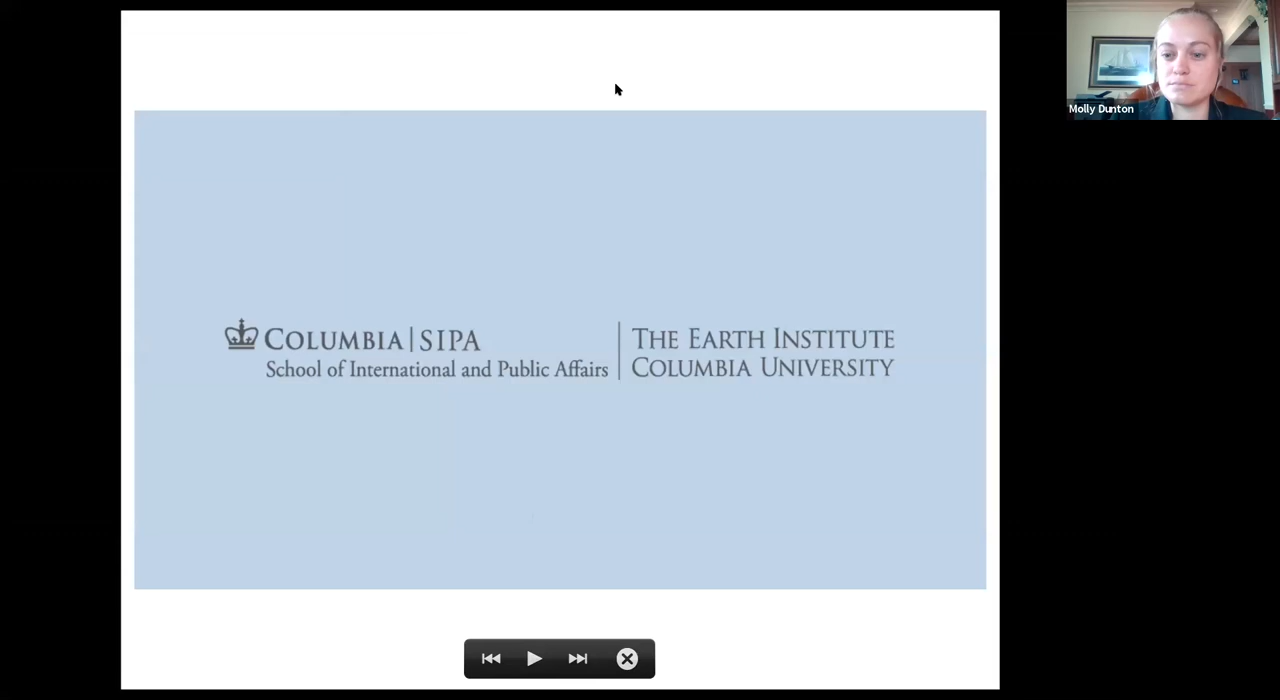 COLUMBIA | SIPA
School of International and Public Affairs
THE EARTH INSTITUTE
COLUMBIA UNIVERSITY
Molly Dunton